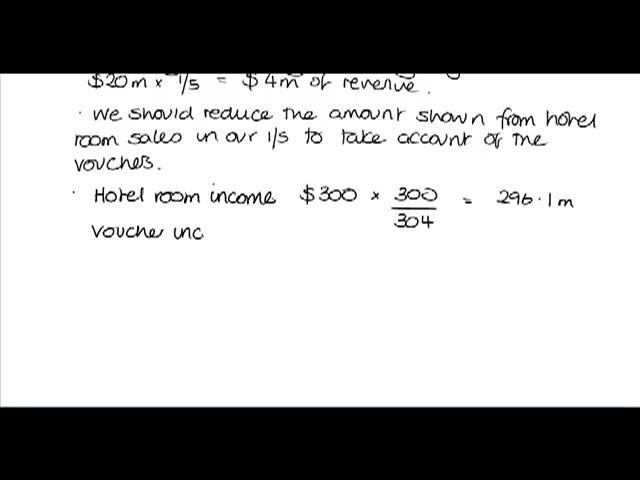 $20m × 1/5 = $4m of revenue.
· We should reduce the amount shown from hotel
room sales in our I/S to take account of the
vouchers.
· Hotel room income $300 × 300/304 = 296.1m
Voucher inc